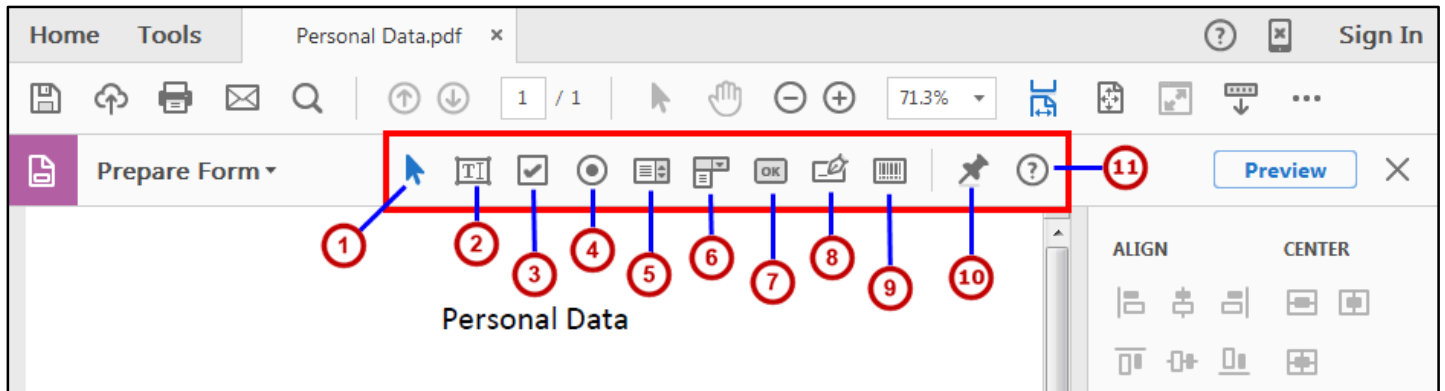 Home Tools Personal Data.pdf × ? Sign In
1 / 1 71.3% •••
Prepare Form TI OK ? 11 Preview
1 2 3 4 5 6 7 8 9 10
ALIGN CENTER
Personal Data